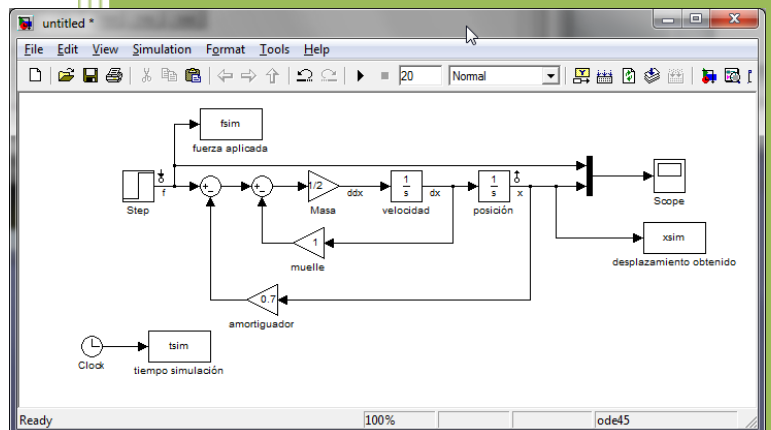 untitled *
File Edit View Simulation Format Tools Help
20 Normal
fsim
fuerza aplicada
Step
f
1/2
Masa
ddx
1
s
velocidad
dx
1
s
posición
x
Scope
1
muelle
xsim
desplazamiento obtenido
0.7
amortiguador
Clock
tsim
tiempo simulación
Ready 100% ode45